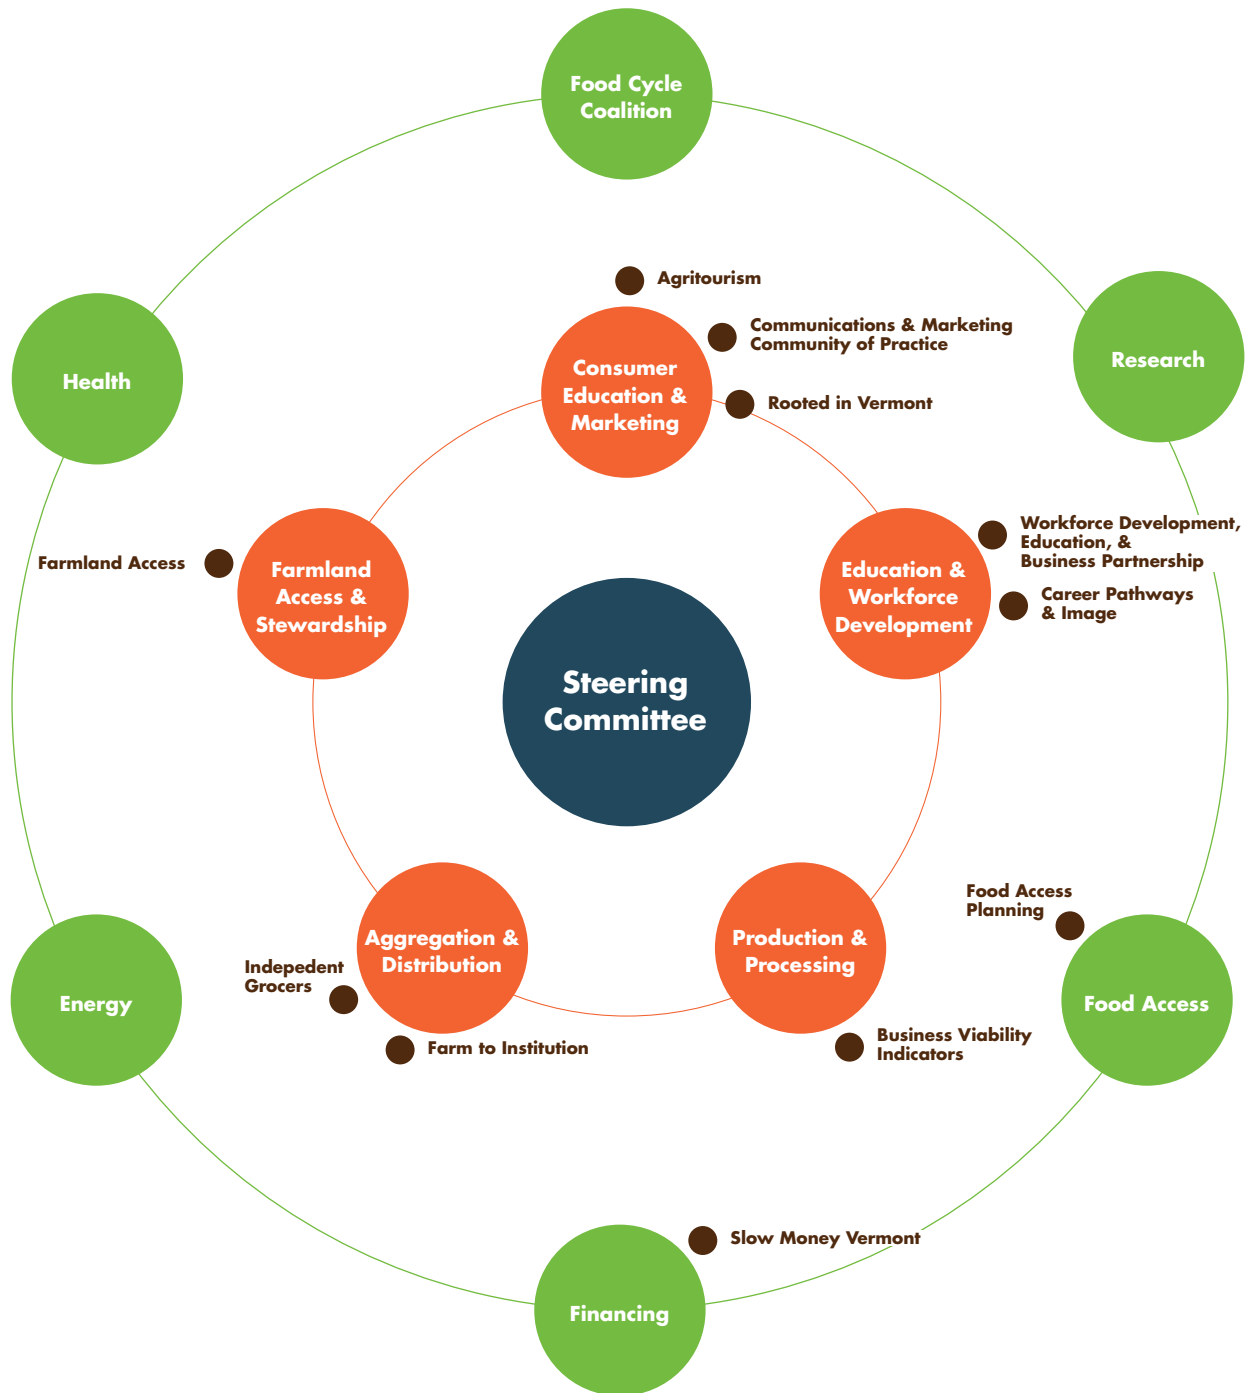 Food Cycle
Coalition
Agritourism
Communications & Marketing
Community of Practice
Consumer
Education &
Marketing
Rooted in Vermont
Research
Health
Workforce Development,
Education, &
Business Partnership
Career Pathways
& Image
Education &
Workforce
Development
Farmland Access
Farmland
Access &
Stewardship
Steering
Committee
Food Access
Planning
Food Access
Aggregation &
Distribution
Production &
Processing
Indepedent
Grocers
Farm to Institution
Business Viability
Indicators
Energy
Slow Money Vermont
Financing